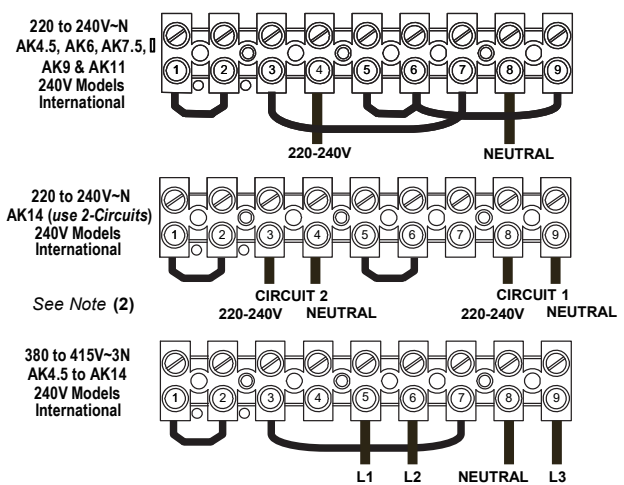 220 to 240V~N
AK4.5, AK6, AK7.5,
AK9 & AK11
240V Models
International
1 2 3 4 5 6 7 8 9
220-240V NEUTRAL
220 to 240V~N
AK14 (use 2-Circuits)
240V Models
International
1 2 3 4 5 6 7 8 9
See Note (2)
CIRCUIT 2 CIRCUIT 1
220-240V NEUTRAL 220-240V NEUTRAL
380 to 415V~3N
AK4.5 to AK14
240V Models
International
1 2 3 4 5 6 7 8 9
L1 L2 NEUTRAL L3